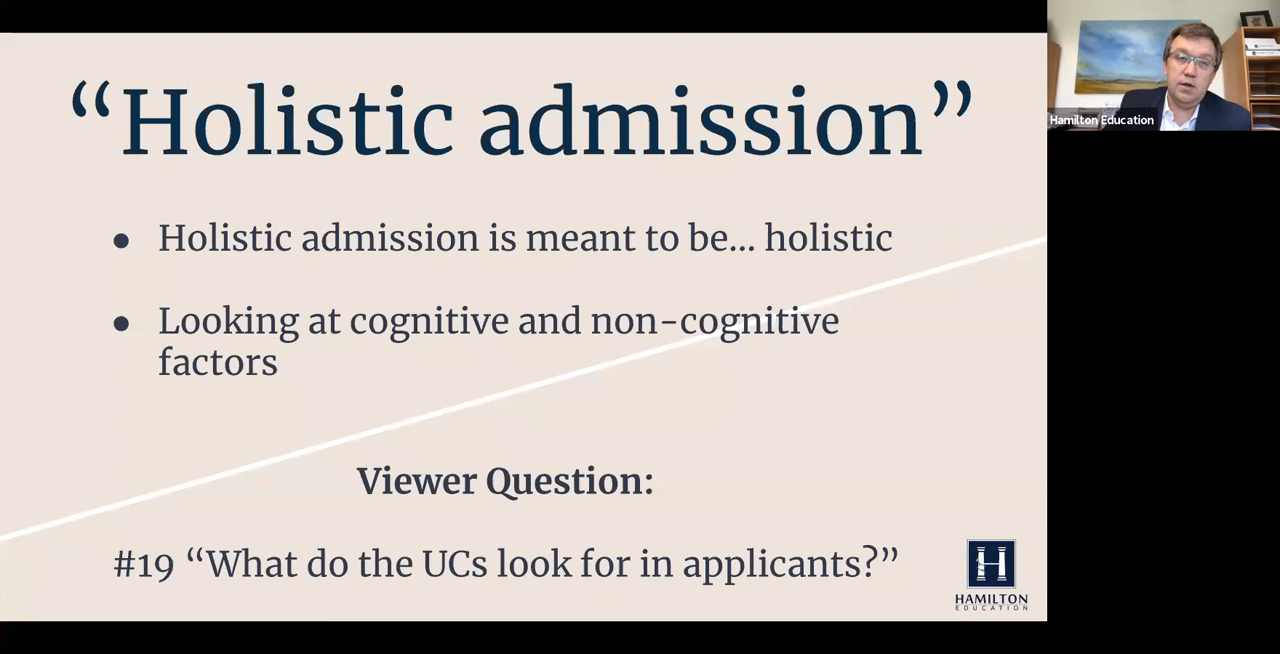 “Holistic admission”
● Holistic admission is meant to be... holistic
● Looking at cognitive and non-cognitive
factors
Viewer Question:
#19 “What do the UCs look for in applicants?”
H
HAMILTON
EDUCATION
Hamilton Education